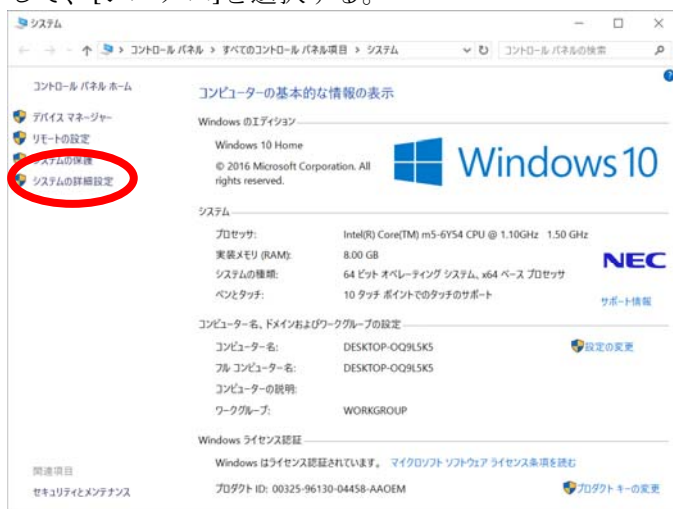 して、[システム]を選択する。
システム
コントロール パネル › すべてのコントロール パネル項目 › システム
コントロール パネルの検索
コントロール パネル ホーム
デバイス マネージャー
リモートの設定
システムの保護
システムの詳細設定
コンピューターの基本的な情報の表示
Windows のエディション
Windows 10 Home
© 2016 Microsoft Corporation. All
rights reserved.
Windows 10
システム
プロセッサ: Intel(R) Core(TM) m5-6Y54 CPU @ 1.10GHz 1.50 GHz
実装メモリ (RAM): 8.00 GB
システムの種類: 64 ビット オペレーティング システム、x64 ベース プロセッサ
ペンとタッチ: 10 タッチ ポイントでのタッチのサポート
NEC
サポート情報
コンピューター名、ドメインおよびワークグループの設定
コンピューター名: DESKTOP-OQ9L5K5
設定の変更
フル コンピューター名: DESKTOP-OQ9L5K5
コンピューターの説明:
ワークグループ: WORKGROUP
Windows ライセンス認証
Windows はライセンス認証されています。 マイクロソフト ソフトウェア ライセンス条項を読む
プロダクト ID: 00325-96130-04458-AAOEM
プロダクト キーの変更
関連項目
セキュリティとメンテナンス